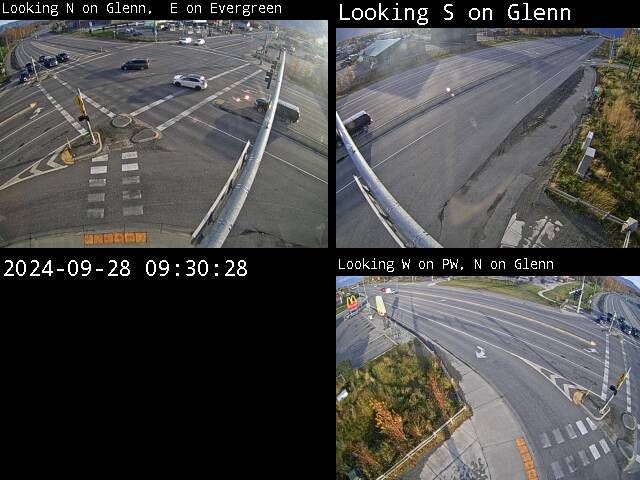 Looking N on Glenn, E on Evergreen
Looking S on Glenn
2024-09-28 09:30:28
Looking W on PW, N on Glenn